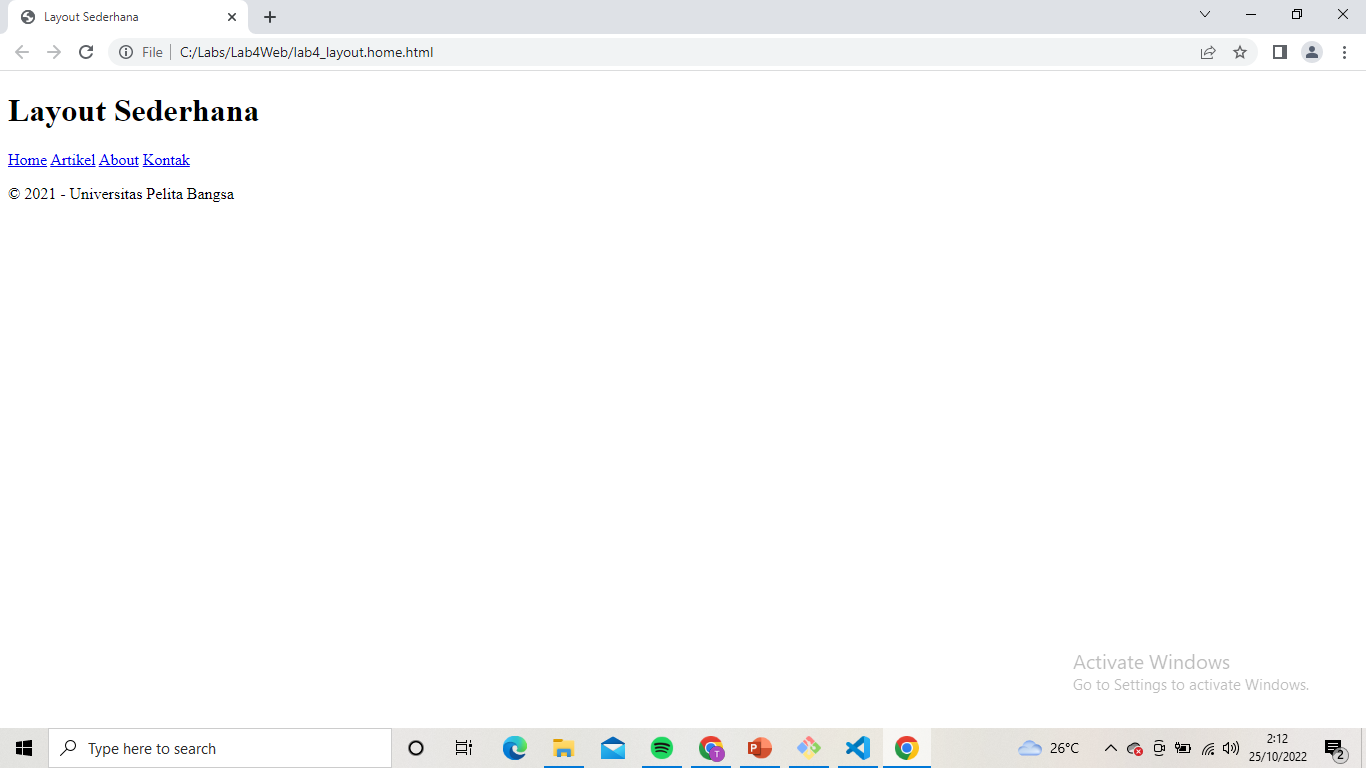 Layout Sederhana
File C:/Labs/Lab4Web/lab4_layout.home.html
Layout Sederhana
Home Artikel About Kontak
© 2021 - Universitas Pelita Bangsa
Activate Windows
Go to Settings to activate Windows.
Type here to search
T
P
26°C
2:12
25/10/2022
2